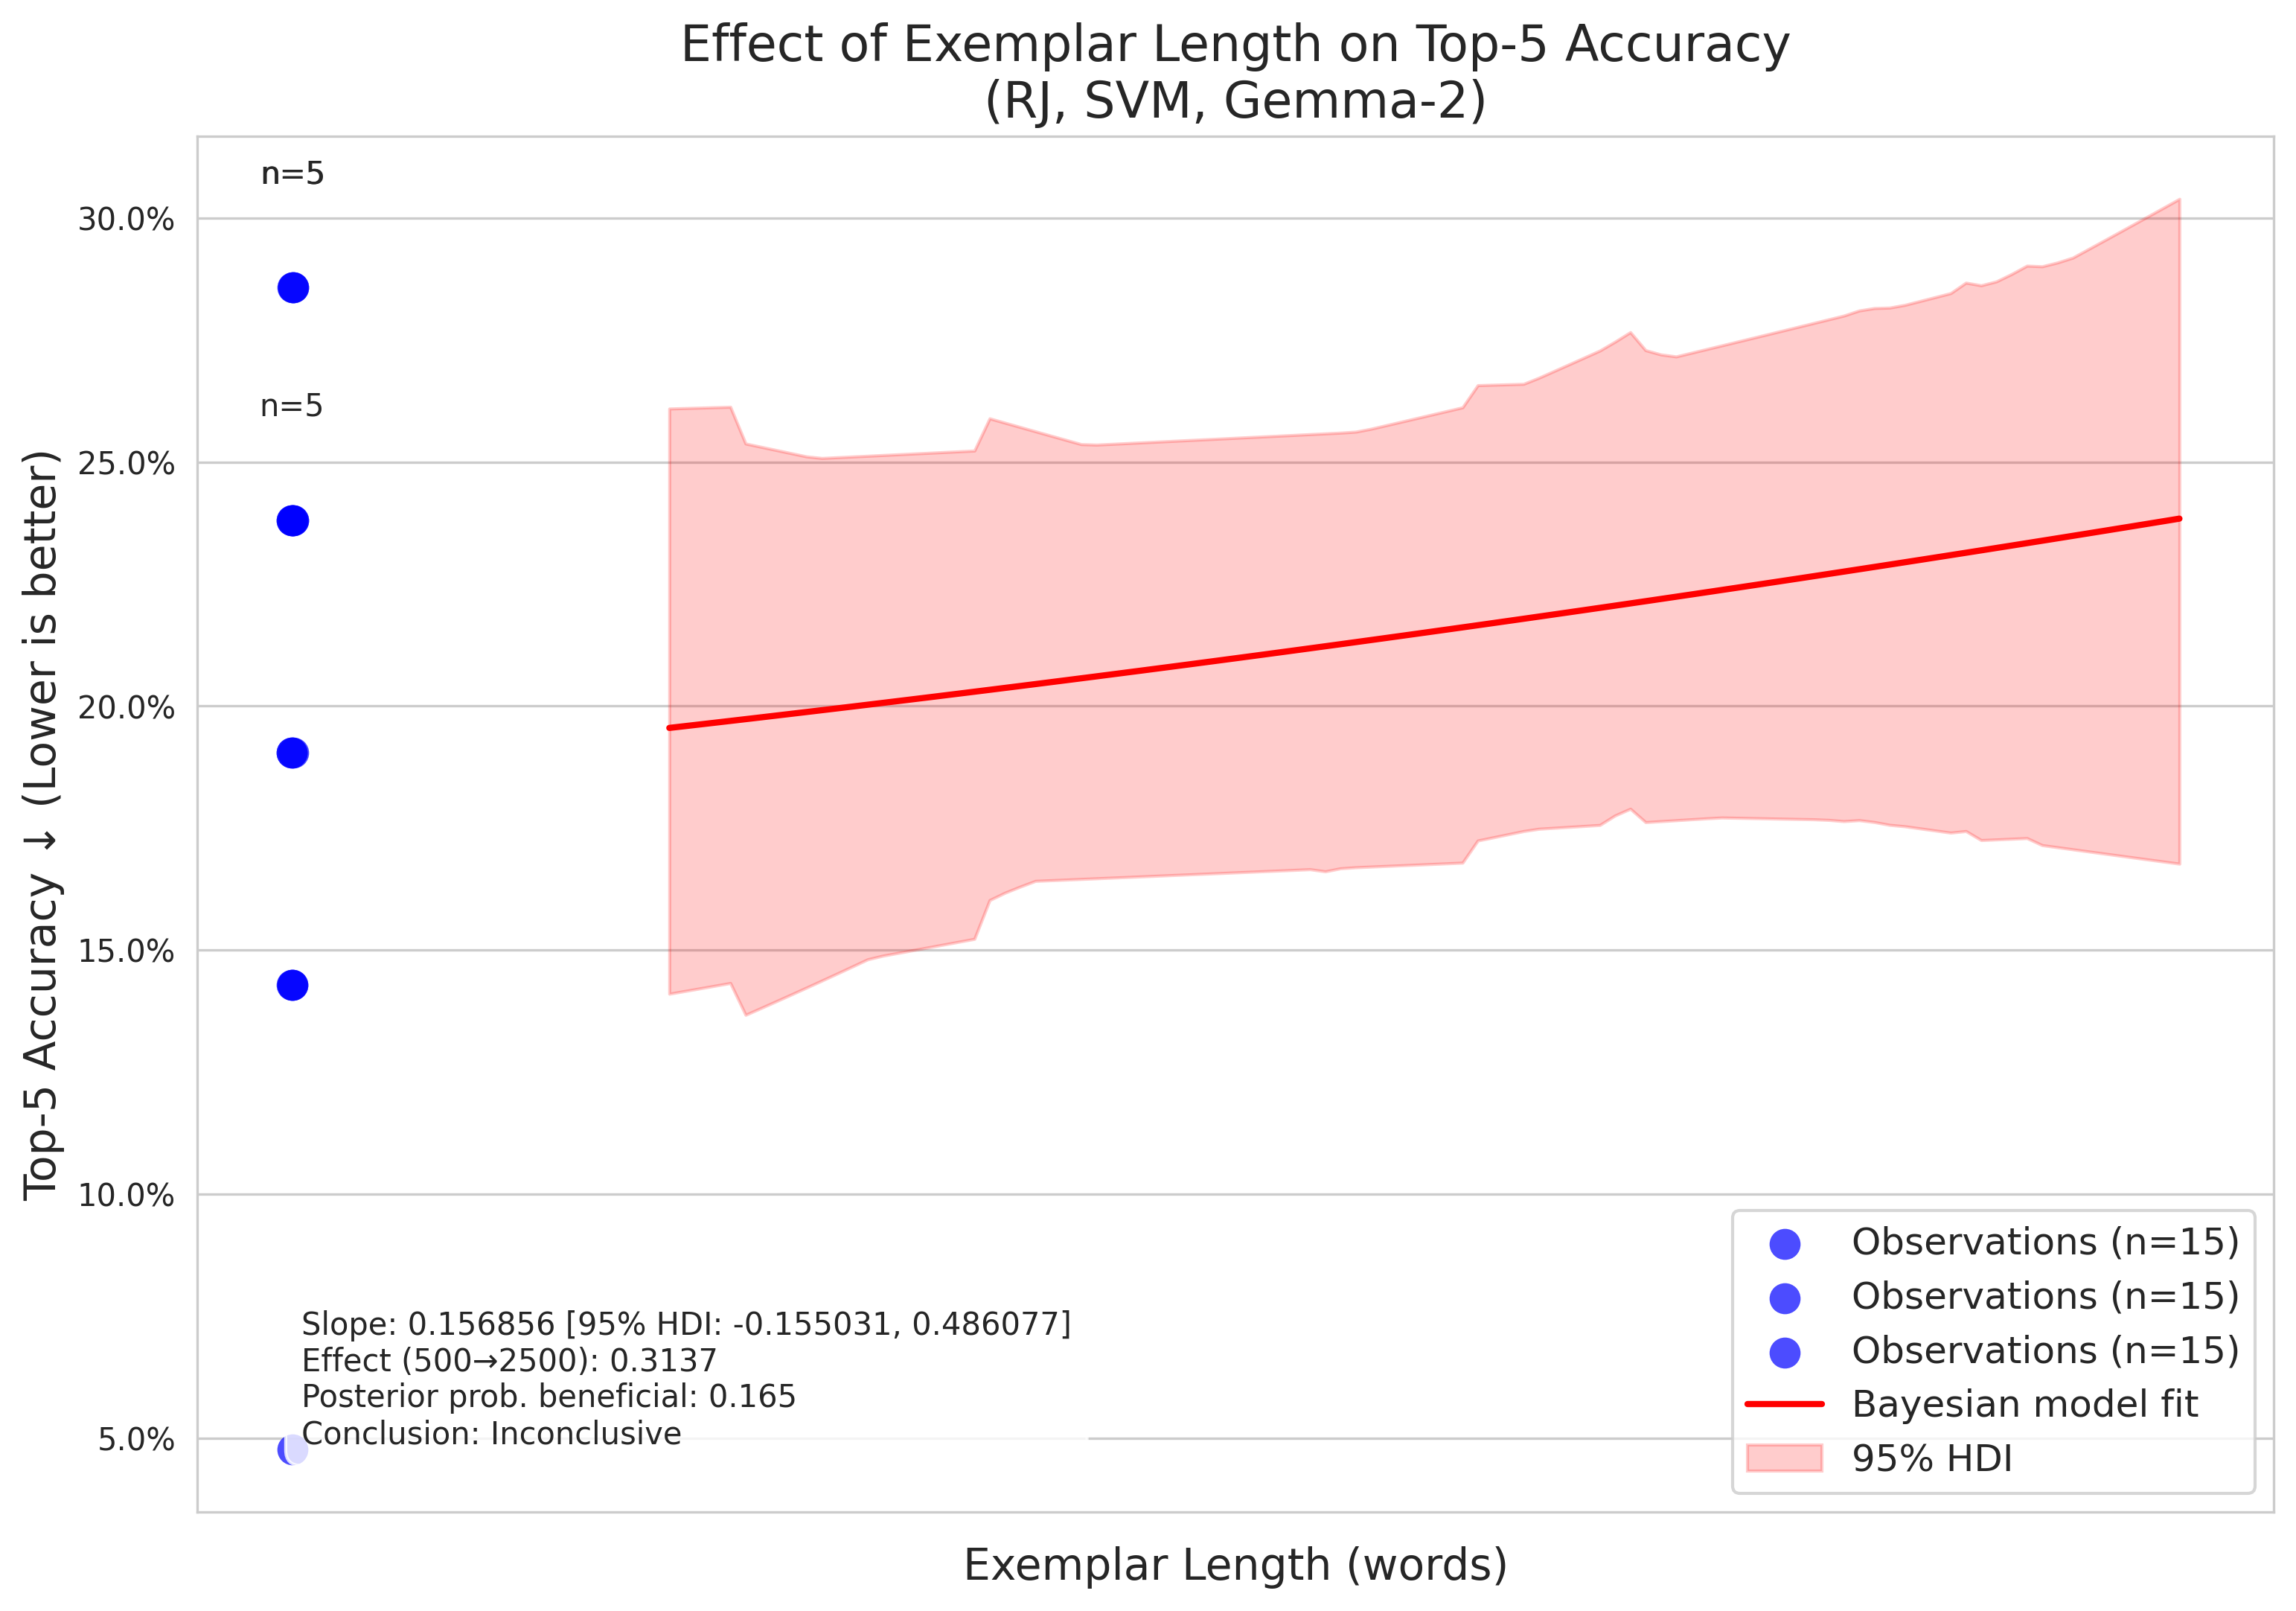 Effect of Exemplar Length on Top-5 Accuracy
(RJ, SVM, Gemma-2)
Top-5 Accuracy ↓ (Lower is better)
30.0%
25.0%
20.0%
15.0%
10.0%
5.0%
n=5
n=5
Slope: 0.156856 [95% HDI: -0.155031, 0.486077]
Effect (500→2500): 0.3137
Posterior prob. beneficial: 0.165
Conclusion: Inconclusive
Observations (n=15)
Observations (n=15)
Observations (n=15)
Bayesian model fit
95% HDI
Exemplar Length (words)